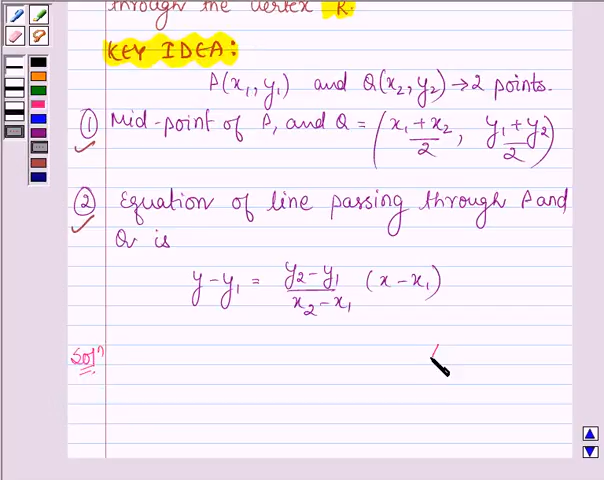 through the vertex R.
KEY IDEA:
P(x₁, y₁) and Q(x₂, y₂) → 2 points.
① Mid-point of P, and Q = (x₁+x₂/2, y₁+y₂/2)
② Equation of line passing through P and
Q is
y-y₁ = y₂-y₁/x₂-x₁ (x-x₁)
Solⁿ